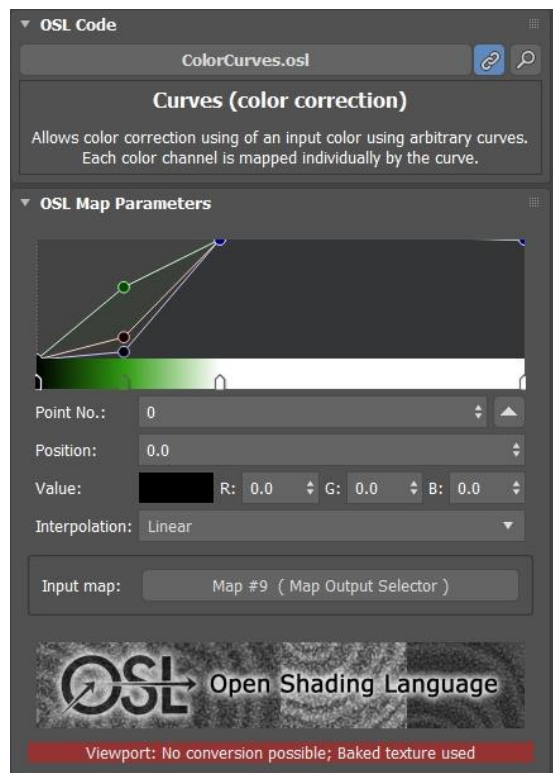 OSL Code
ColorCurves.osl
Curves (color correction)
Allows color correction using of an input color using arbitrary curves.
Each color channel is mapped individually by the curve.
OSL Map Parameters
Point No.: 0
Position: 0.0
Value: R: 0.0 G: 0.0 B: 0.0
Interpolation: Linear
Input map: Map #9 ( Map Output Selector )
OSL Open Shading Language
Viewport: No conversion possible; Baked texture used